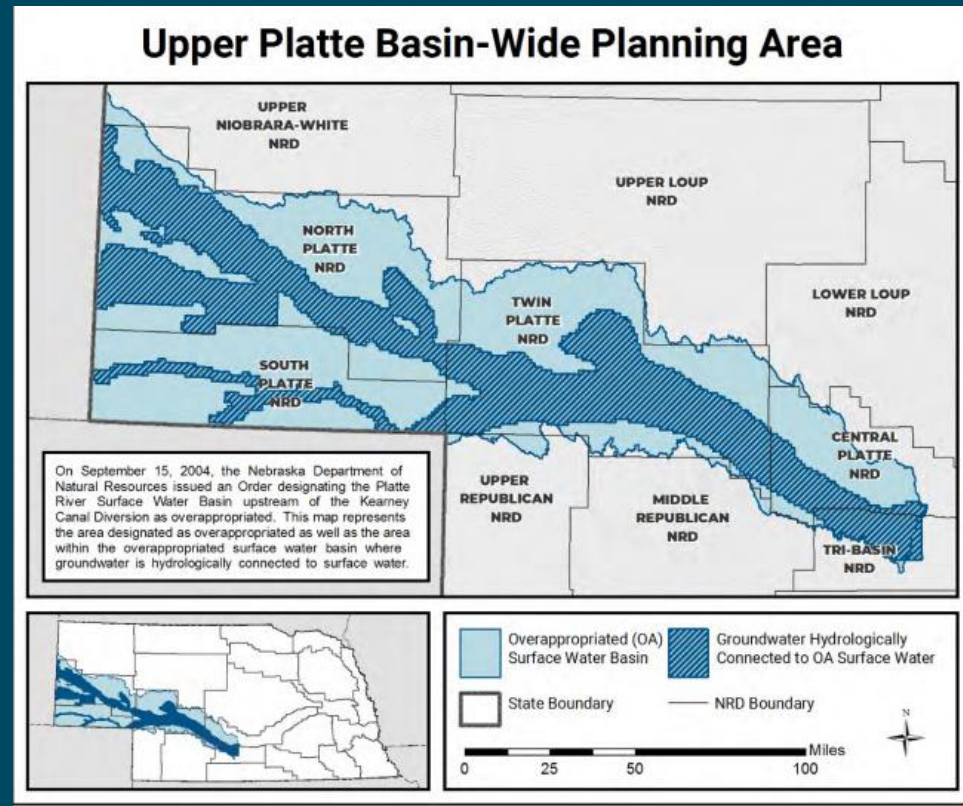 Upper Platte Basin-Wide Planning Area
UPPER
NIOBRARA-WHITE
NRD
UPPER LOUP
NRD
NORTH
PLATTE
NRD
LOWER LOUP
NRD
TWIN
PLATTE
NRD
SOUTH
PLATTE
NRD
CENTRAL
PLATTE
NRD
UPPER
REPUBLICAN
NRD
MIDDLE
REPUBLICAN
NRD
TRI-BASIN
NRD
On September 15, 2004, the Nebraska Department of
Natural Resources issued an Order designating the Platte
River Surface Water Basin upstream of the Kearney
Canal Diversion as overappropriated. This map represents
the area designated as overappropriated as well as the area
within the overappropriated surface water basin where
groundwater is hydrologically connected to surface water.
Overappropriated (OA)
Surface Water Basin
Groundwater Hydrologically
Connected to OA Surface Water
State Boundary
NRD Boundary
N
Miles
0 25 50 100